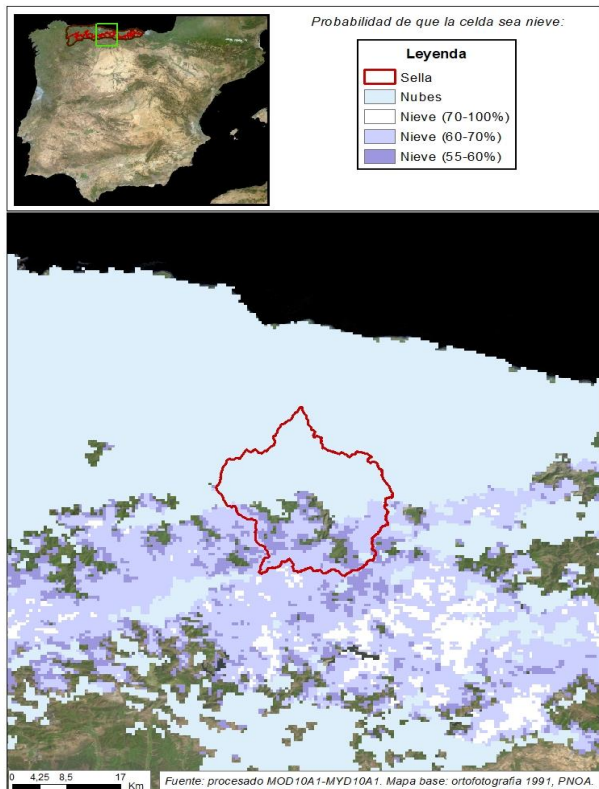 Probabilidad de que la celda sea nieve:
Leyenda
Sella
Nubes
Nieve (70-100%)
Nieve (60-70%)
Nieve (55-60%)
0 4,25 8,5 17
Km
Fuente: procesado MOD10A1-MYD10A1. Mapa base: ortofotografia 1991, PNOA.